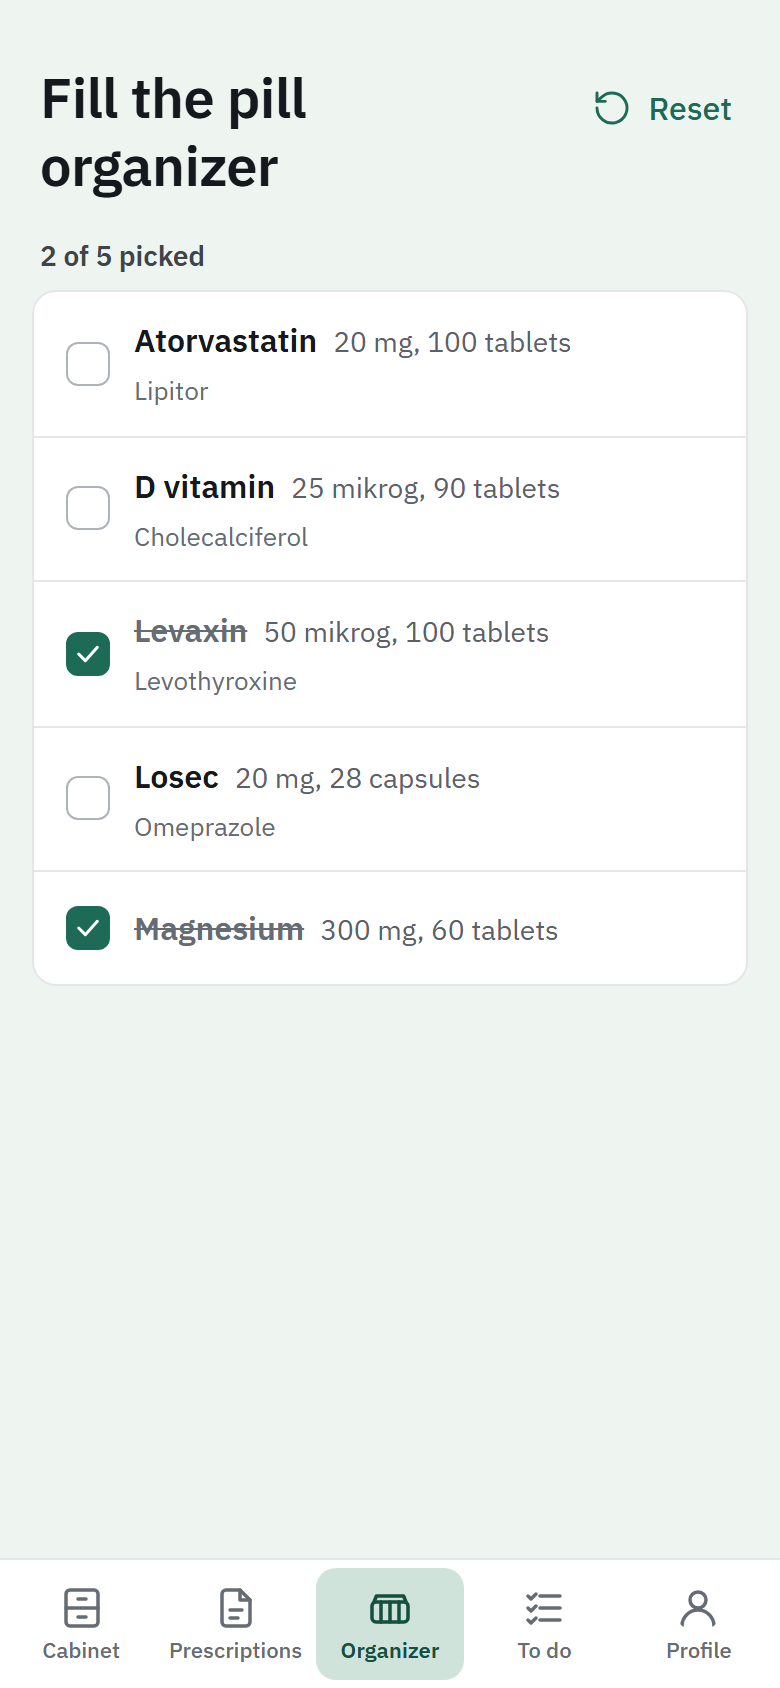 Fill the pill
organizer
Reset
2 of 5 picked
Atorvastatin 20 mg, 100 tablets
Lipitor
D vitamin 25 mikrog, 90 tablets
Cholecalciferol
Levaxin 50 mikrog, 100 tablets
Levothyroxine
Losec 20 mg, 28 capsules
Omeprazole
Magnesium 300 mg, 60 tablets
Cabinet Prescriptions Organizer To do Profile